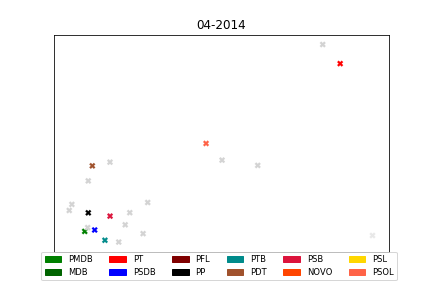 04-2014
PMDB PT PFL PTB PSB PSL
MDB PSDB PP PDT NOVO PSOL